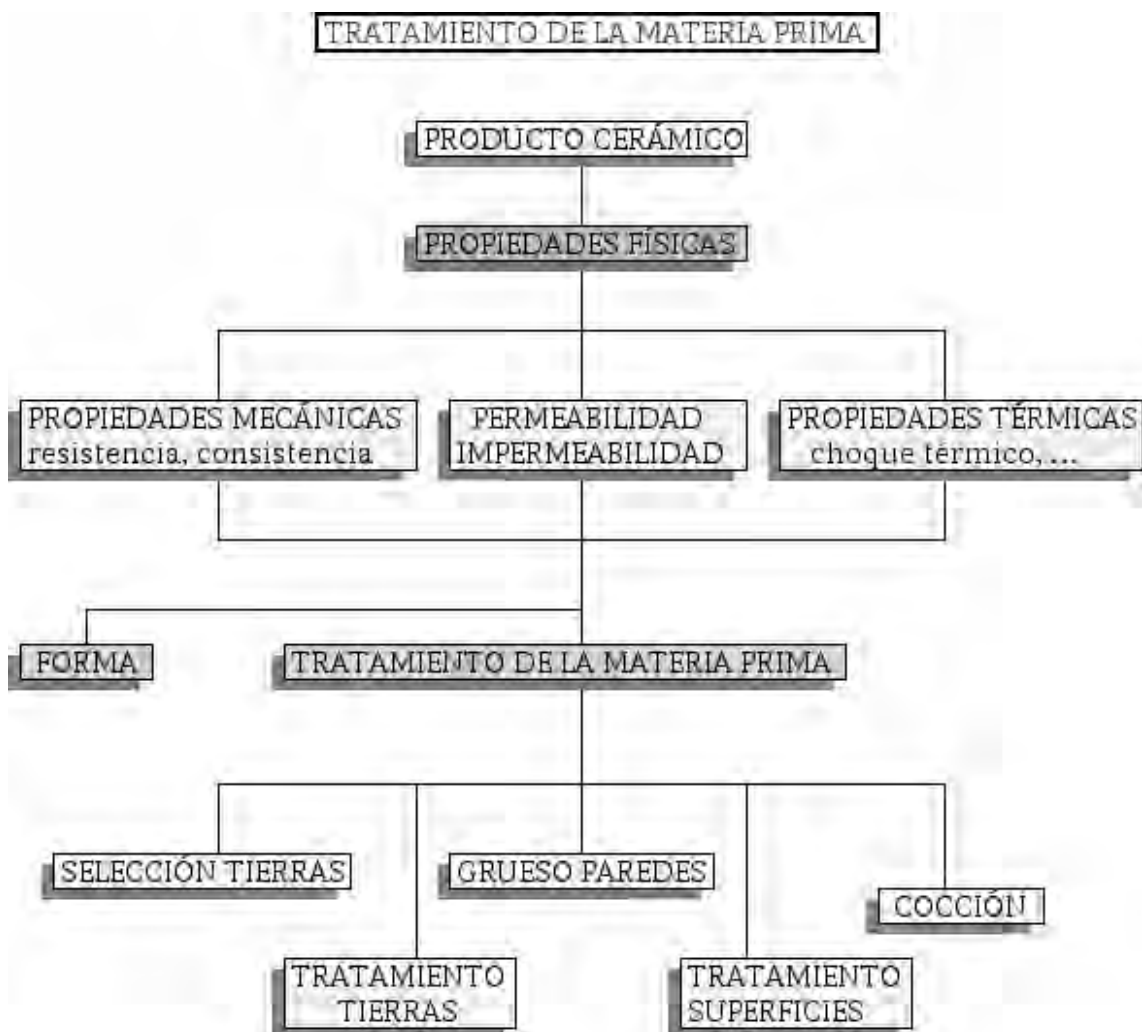 TRATAMIENTO DE LA MATERIA PRIMA
PRODUCTO CERÁMICO
PROPIEDADES FÍSICAS
PROPIEDADES MECÁNICAS
resistencia, consistencia
PERMEABILIDAD
IMPERMEABILIDAD
PROPIEDADES TÉRMICAS
choque térmico, ...
FORMA
TRATAMIENTO DE LA MATERIA PRIMA
SELECCIÓN TIERRAS
GRUESO PAREDES
COCCIÓN
TRATAMIENTO
TIERRAS
TRATAMIENTO
SUPERFICIES